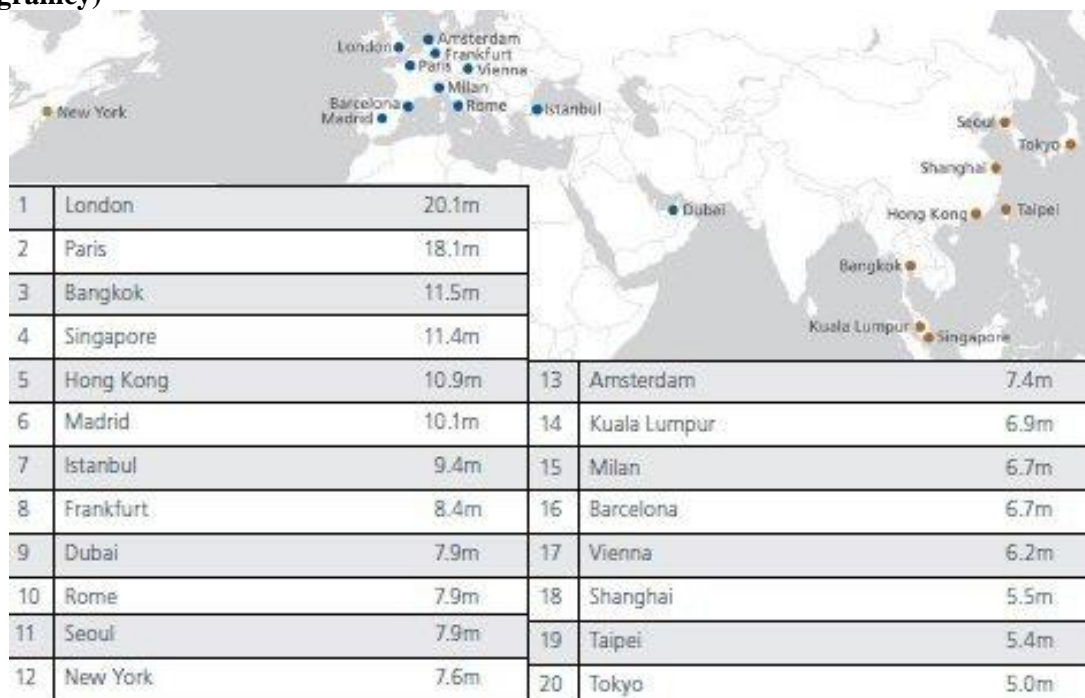 London
Amsterdam
Frankfurt
Paris
Vienna
Milan
New York
Barcelona
Rome
Istanbul
Madrid
Seoul
Tokyo
Shanghai
Dubai
Hong Kong
Taipei
Bangkok
Kuala Lumpur
Singapore
1 London 20.1m
2 Paris 18.1m
3 Bangkok 11.5m
4 Singapore 11.4m
5 Hong Kong 10.9m
6 Madrid 10.1m
7 Istanbul 9.4m
8 Frankfurt 8.4m
9 Dubai 7.9m
10 Rome 7.9m
11 Seoul 7.9m
12 New York 7.6m
13 Amsterdam 7.4m
14 Kuala Lumpur 6.9m
15 Milan 6.7m
16 Barcelona 6.7m
17 Vienna 6.2m
18 Shanghai 5.5m
19 Taipei 5.4m
20 Tokyo 5.0m